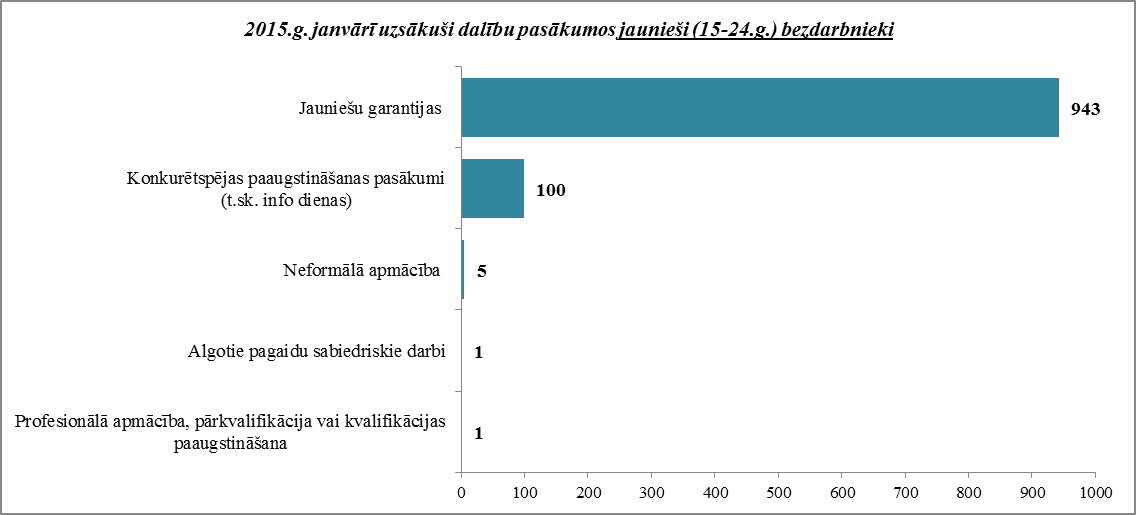 2015.g. janvārī uzsākuši dalību pasākumos jaunieši (15-24.g.) bezdarbnieki
Jauniešu garantijas
943
Konkurētspējas paaugstināšanas pasākumi
(t.sk. info dienas)
100
Neformālā apmācība
5
Algotie pagaidu sabiedriskie darbi
1
Profesionālā apmācība, pārkvalifikācija vai kvalifikācijas
paaugstināšana
1
0 100 200 300 400 500 600 700 800 900 1000